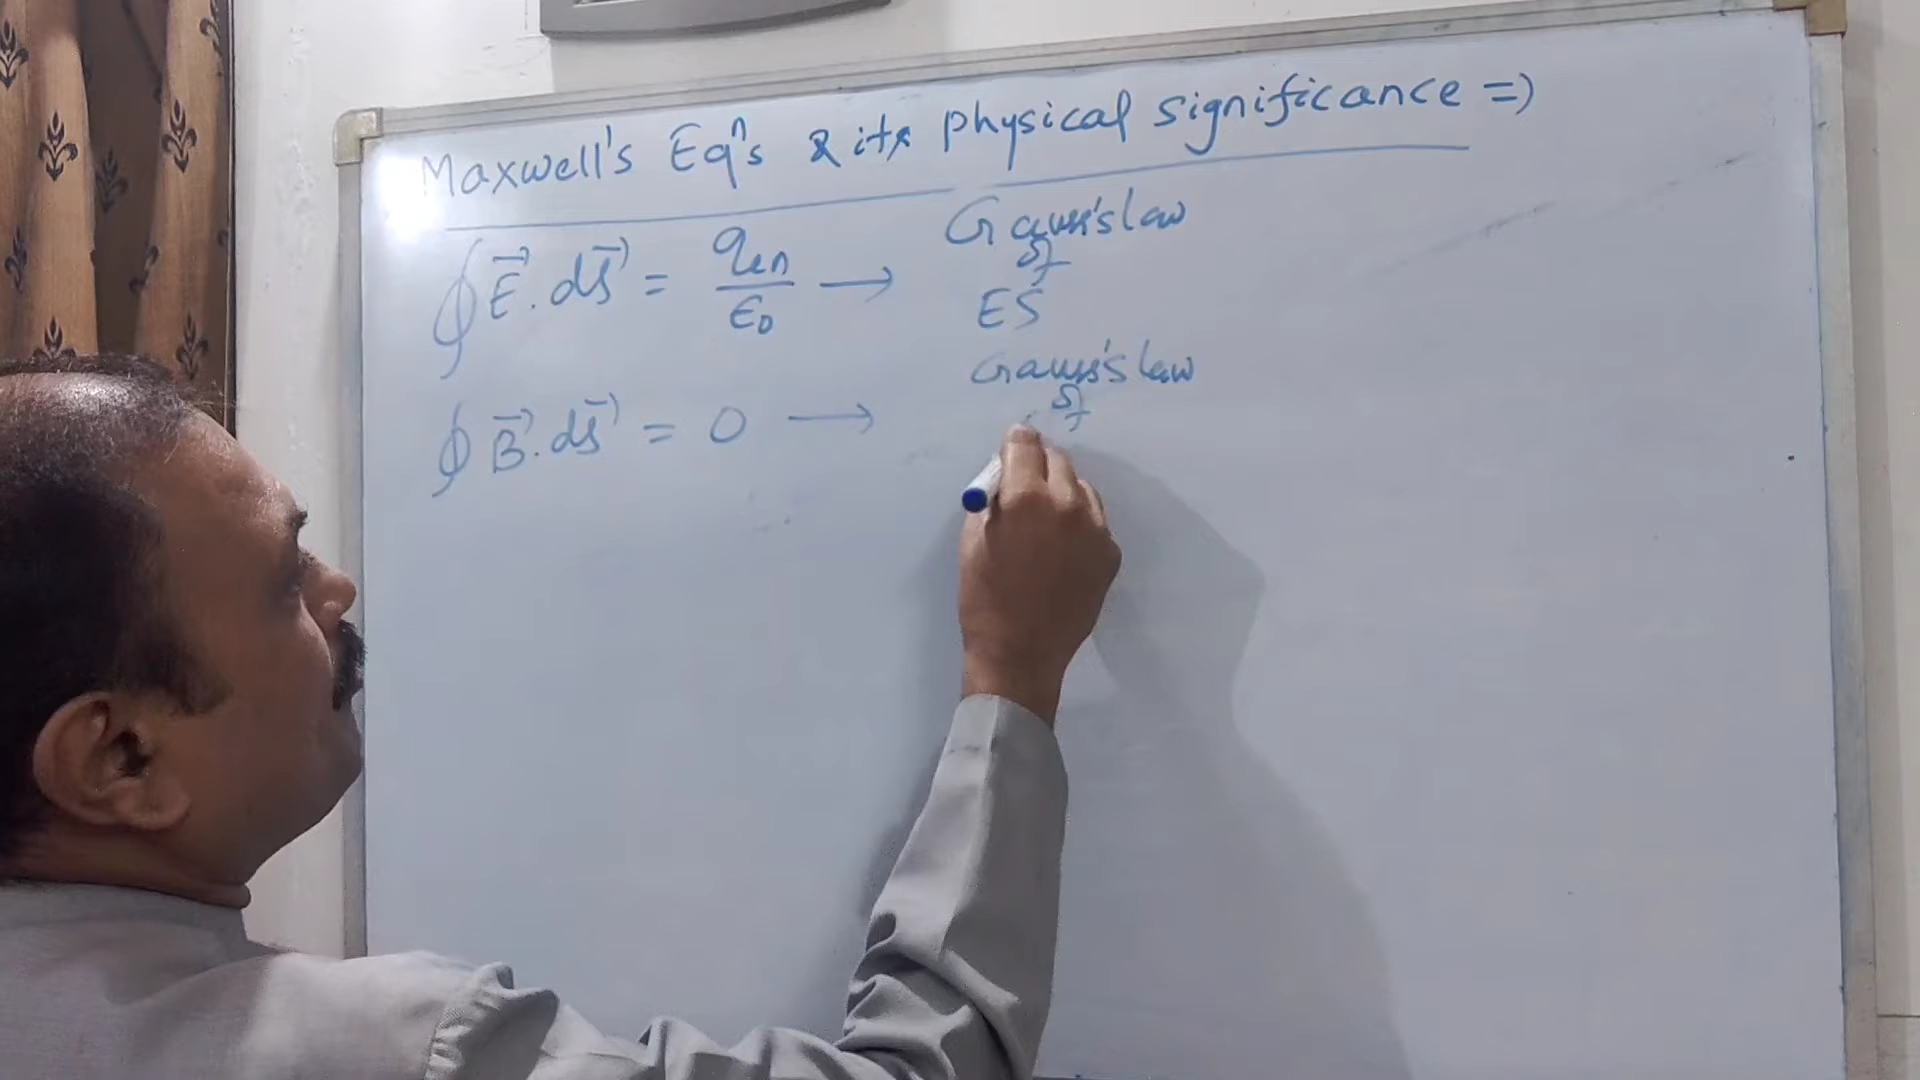 Maxwell's Eqⁿs & its physical significance =)
∮ E⃗ . ds⃗ = qen / ϵ0 → Gauss's law
of
ES
∮ B⃗ . ds⃗ = 0 → Gauss's law
of